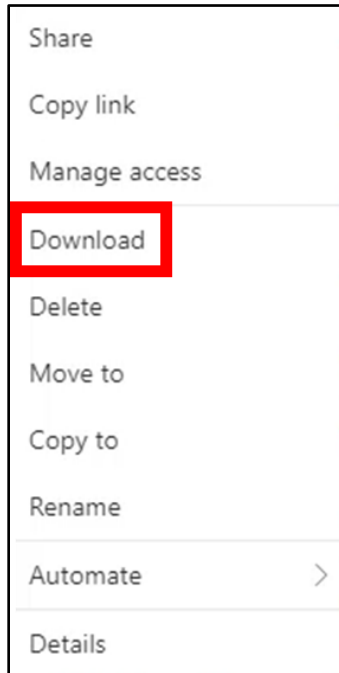 Share
Copy link
Manage access
Download
Delete
Move to
Copy to
Rename
Automate
Details